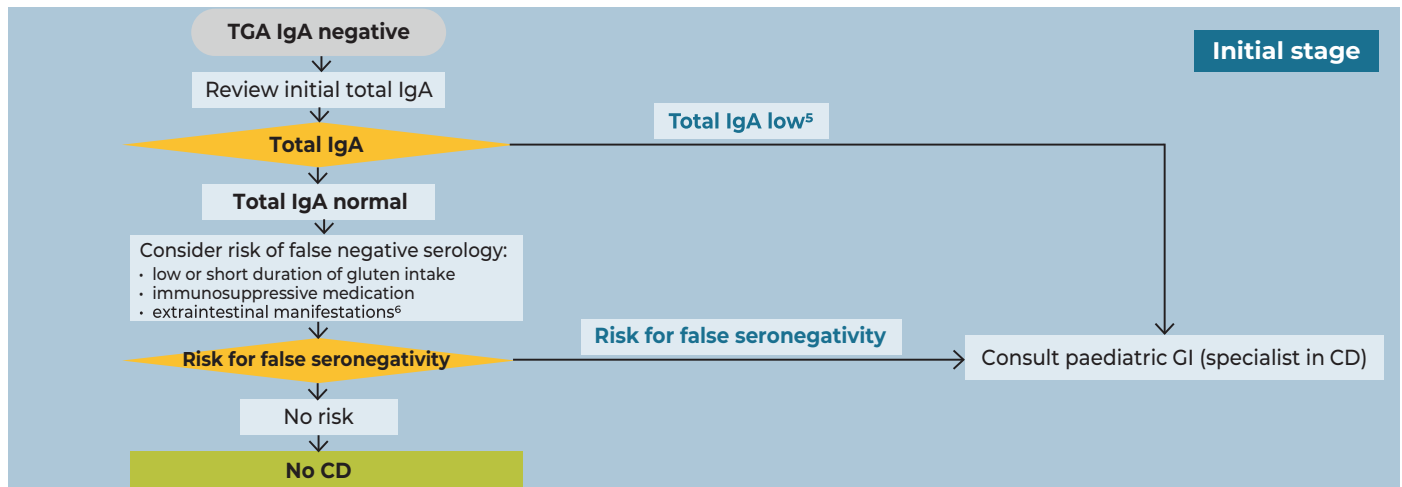 TGA IgA negative
Initial stage
Review initial total IgA
Total IgA low⁵
Total IgA
Total IgA normal
Consider risk of false negative serology:
• low or short duration of gluten intake
• immunosuppressive medication
• extraintestinal manifestations⁶
Risk for false seronegativity
Risk for false seronegativity
Consult paediatric GI (specialist in CD)
No risk
No CD